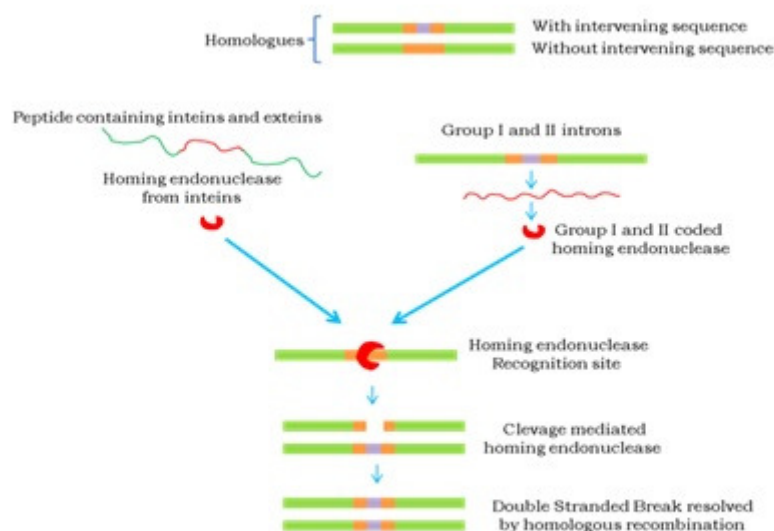 Homologues
With intervening sequence
Without intervening sequence
Peptide containing inteins and exteins
Homing endonuclease
from inteins
Group I and II introns
Group I and II coded
homing endonuclease
Homing endonuclease
Recognition site
Clevage mediated
homing endonuclease
Double Stranded Break resolved
by homologous recombination